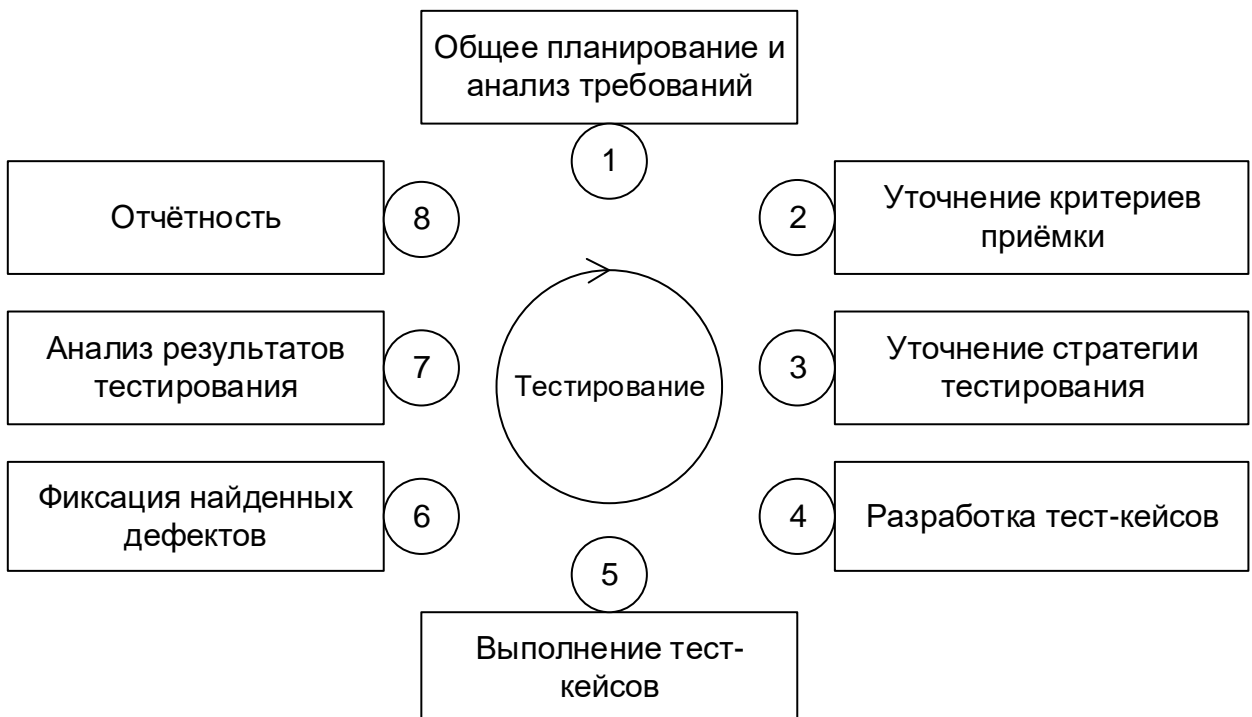 Общее планирование и
анализ требований
1
2
Уточнение критериев
приёмки
3
Уточнение стратегии
тестирования
4
Разработка тест-кейсов
5
Выполнение тест-
кейсов
6
Фиксация найденных
дефектов
7
Анализ результатов
тестирования
8
Отчётность
Тестирование